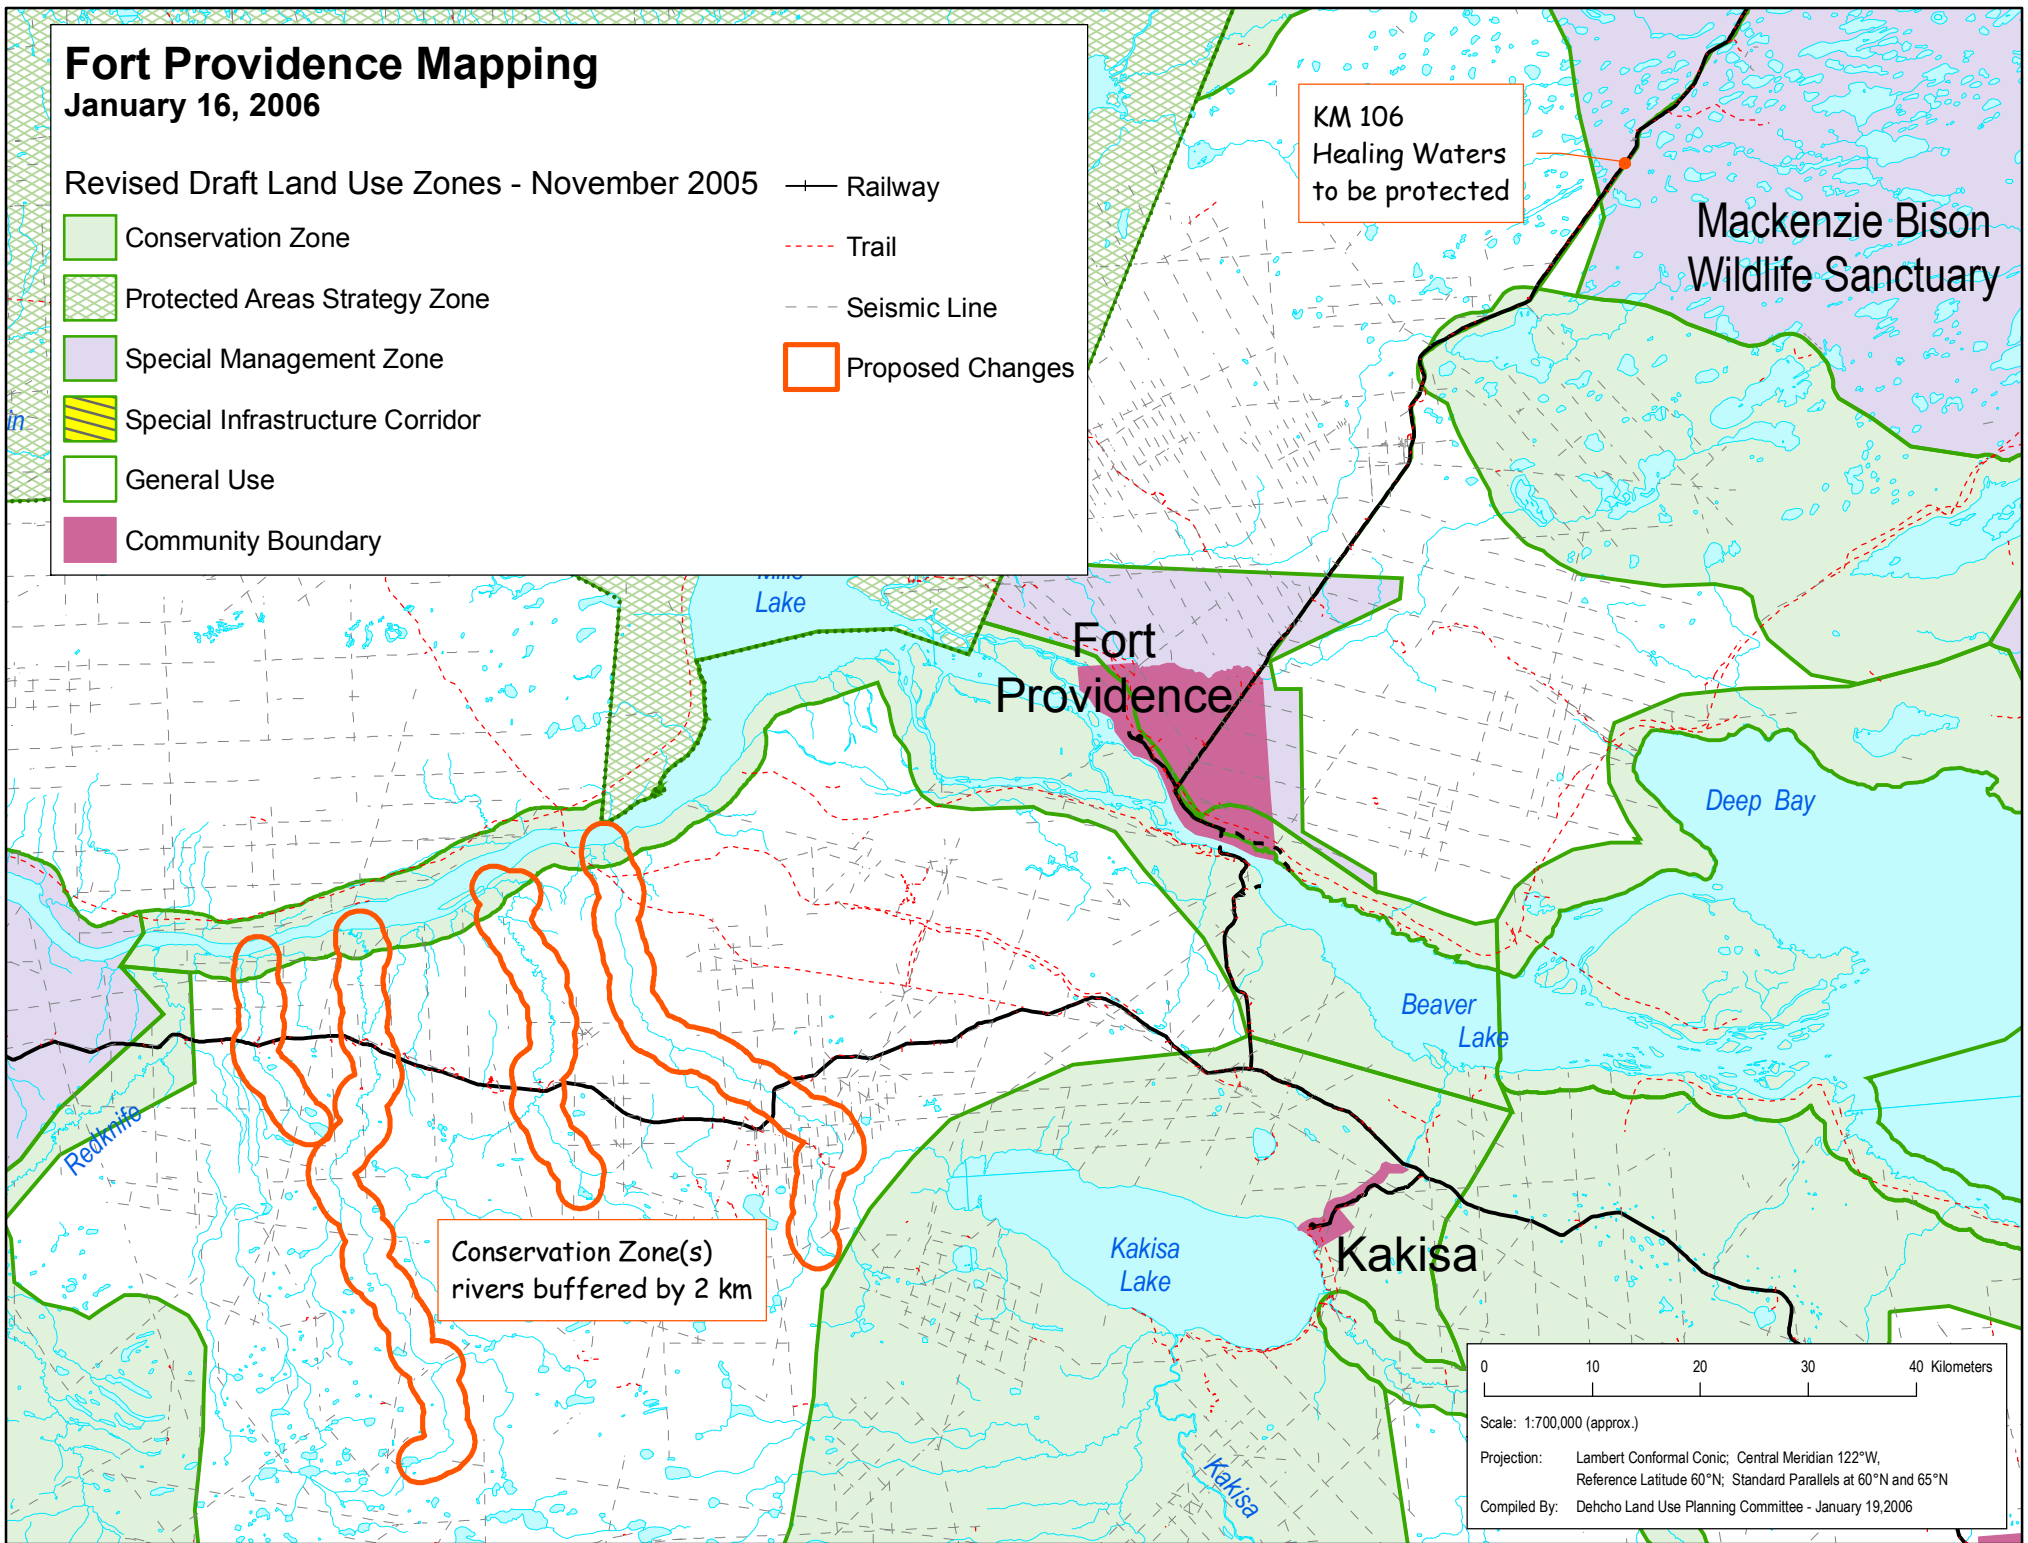 Fort Providence Mapping
January 16, 2006
Revised Draft Land Use Zones - November 2005
Conservation Zone
Protected Areas Strategy Zone
Special Management Zone
Special Infrastructure Corridor
General Use
Community Boundary
Railway
Trail
Seismic Line
Proposed Changes
KM 106
Healing Waters
to be protected
Mackenzie Bison
Wildlife Sanctuary
in
Lake
Fort
Providence
Deep Bay
Beaver
Lake
Redknife
Conservation Zone(s)
rivers buffered by 2 km
Kakisa
Lake
Kakisa
Kakisa
0 10 20 30 40 Kilometers
Scale: 1:700,000 (approx.)
Projection: Lambert Conformal Conic; Central Meridian 122°W,
Reference Latitude 60°N; Standard Parallels at 60°N and 65°N
Compiled By: Dehcho Land Use Planning Committee - January 19,2006